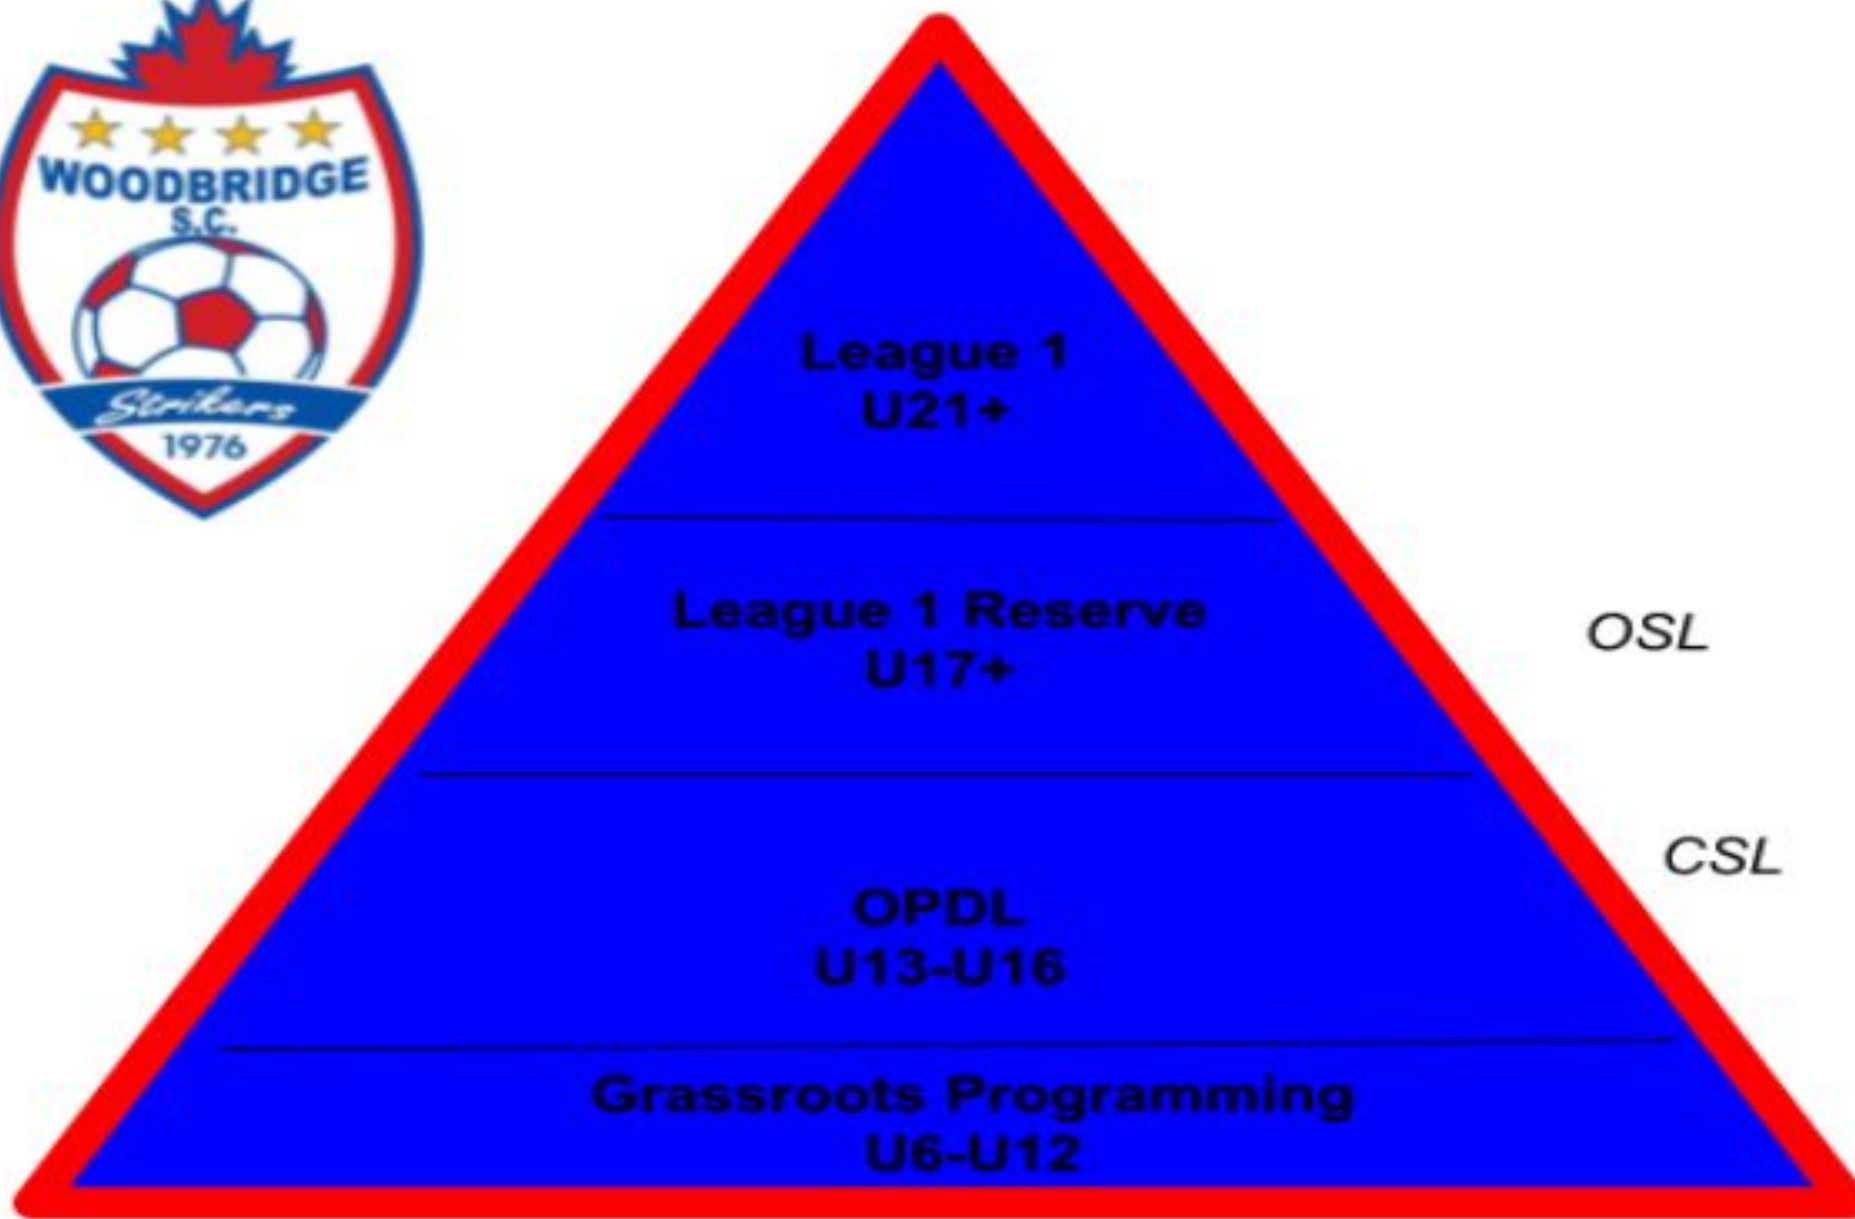 WOODBRIDGE
S.C.
Strikers
1976
League 1
U21+
League 1 Reserve
U17+
OSL
CSL
OPDL
U13-U16
Grassroots Programming
U6-U12